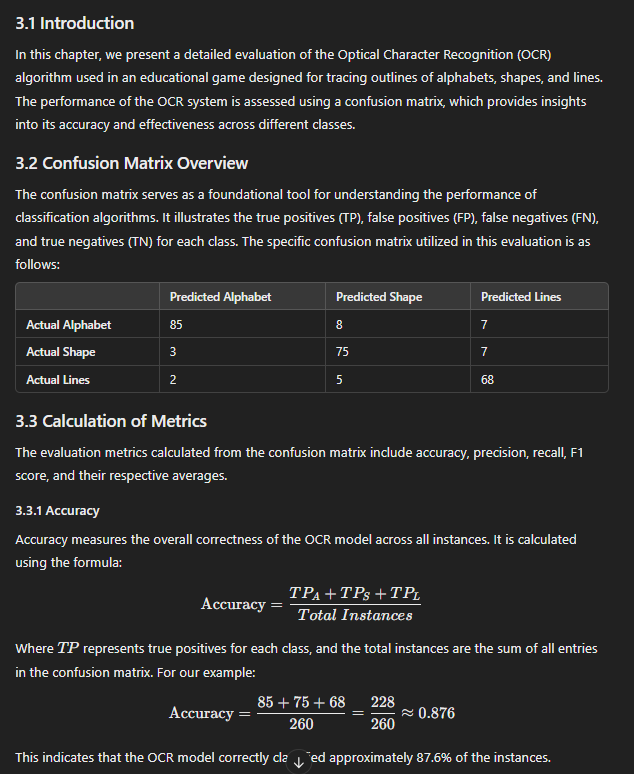 3.1 Introduction
In this chapter, we present a detailed evaluation of the Optical Character Recognition (OCR)
algorithm used in an educational game designed for tracing outlines of alphabets, shapes, and lines.
The performance of the OCR system is assessed using a confusion matrix, which provides insights
into its accuracy and effectiveness across different classes.
3.2 Confusion Matrix Overview
The confusion matrix serves as a foundational tool for understanding the performance of
classification algorithms. It illustrates the true positives (TP), false positives (FP), false negatives (FN),
and true negatives (TN) for each class. The specific confusion matrix utilized in this evaluation is as
follows:
Predicted Alphabet Predicted Shape Predicted Lines
Actual Alphabet 85 8 7
Actual Shape 3 75 7
Actual Lines 2 5 68
3.3 Calculation of Metrics
The evaluation metrics calculated from the confusion matrix include accuracy, precision, recall, F1
score, and their respective averages.
3.3.1 Accuracy
Accuracy measures the overall correctness of the OCR model across all instances. It is calculated
using the formula:
Accuracy = (TP_A + TP_S + TP_L) / Total Instances
Where TP represents true positives for each class, and the total instances are the sum of all entries
in the confusion matrix. For our example:
Accuracy = (85 + 75 + 68) / 260 = 228 / 260 ≈ 0.876
This indicates that the OCR model correctly approximately 87.6% of the instances.